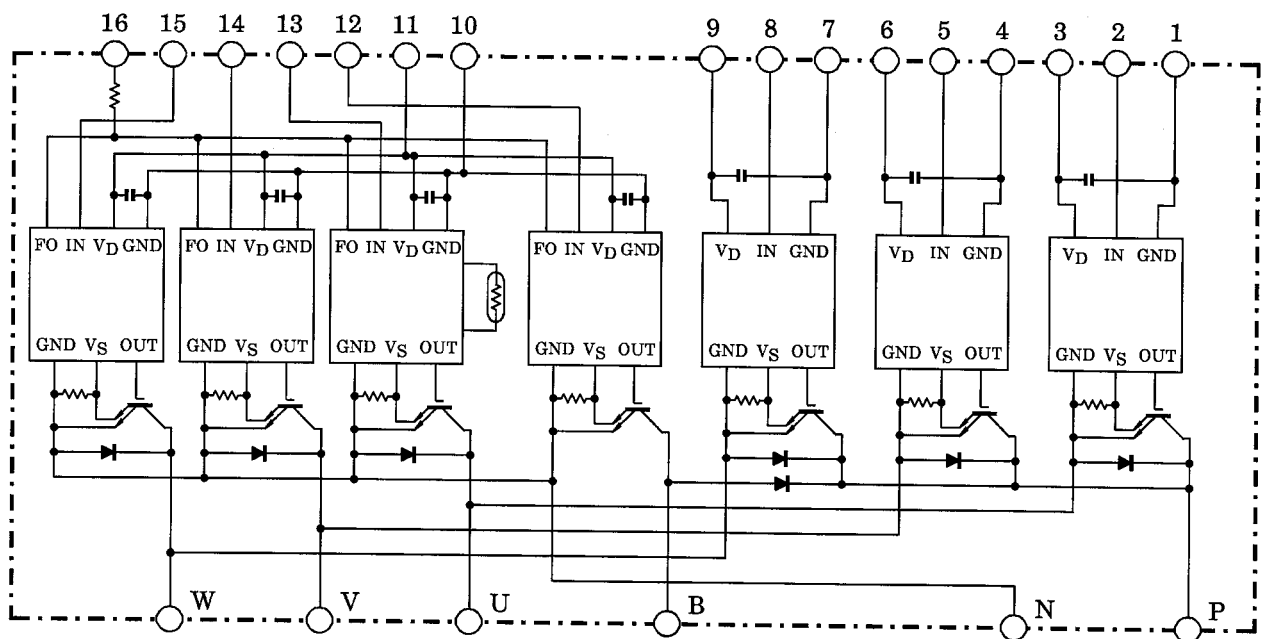 16 15 14 13 12 11 10 9 8 7 6 5 4 3 2 1
FO IN VD GND
FO IN VD GND
FO IN VD GND
FO IN VD GND
VD IN GND
VD IN GND
VD IN GND
GND VS OUT
GND VS OUT
GND VS OUT
GND VS OUT
GND VS OUT
GND VS OUT
GND VS OUT
W V U B N P